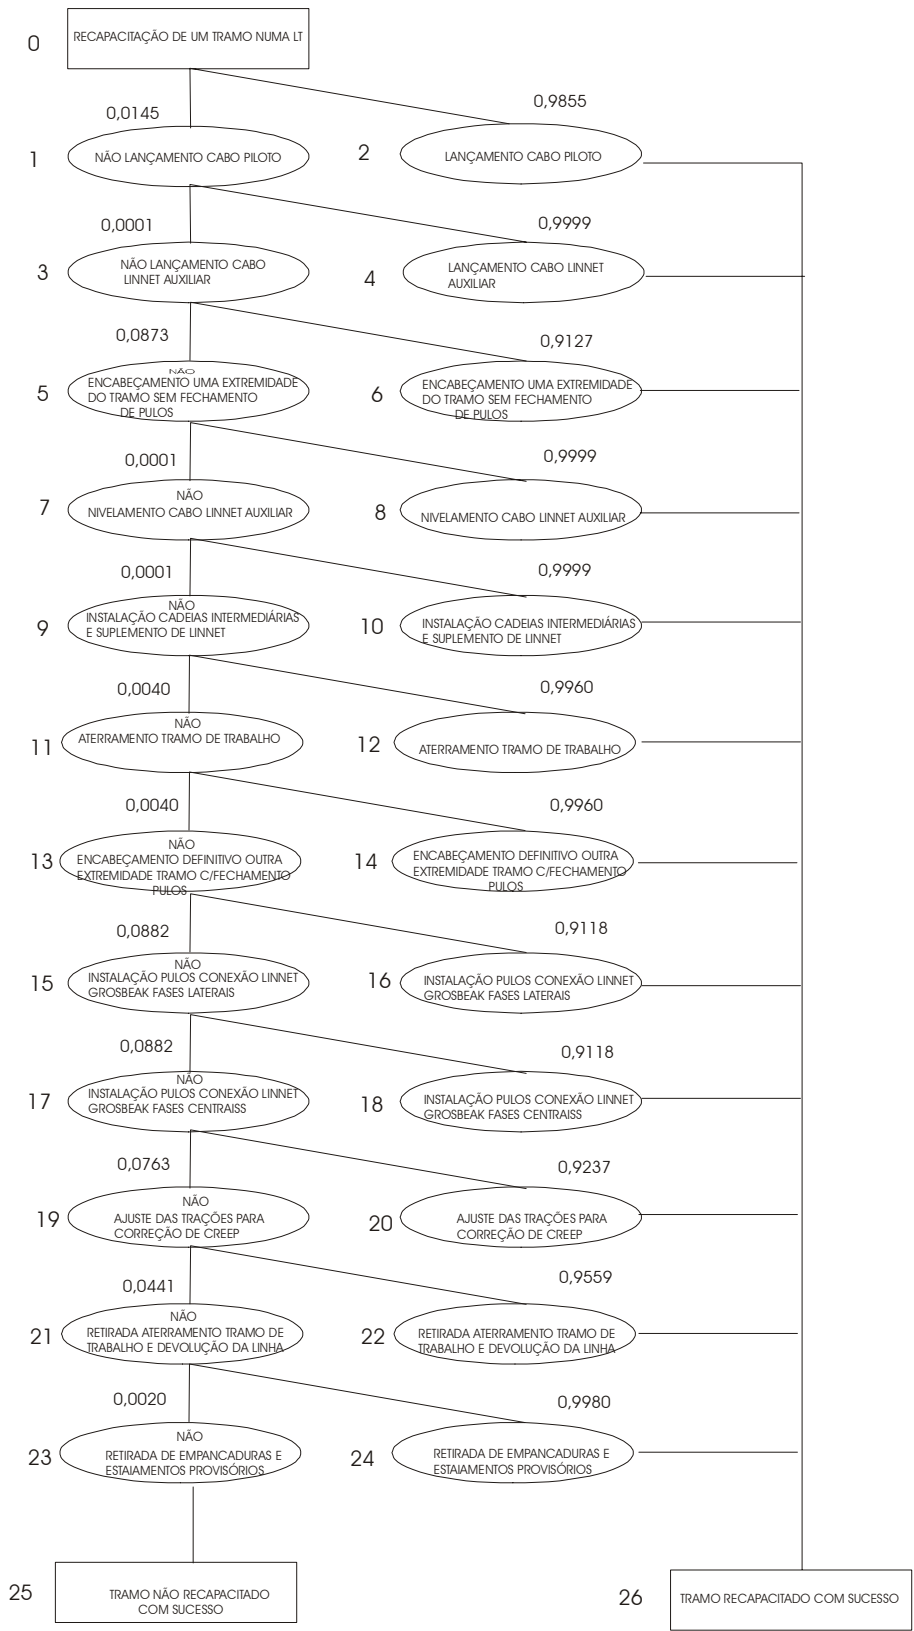 0
RECAPACITAÇÃO DE UM TRAMO NUMA LT
0,0145
0,9855
1
NÃO LANÇAMENTO CABO PILOTO
2
LANÇAMENTO CABO PILOTO
0,0001
0,9999
3
NÃO LANÇAMENTO CABO
LINNET AUXILIAR
4
LANÇAMENTO CABO LINNET
AUXILIAR
0,0873
0,9127
5
NÃO
ENCABEÇAMENTO UMA EXTREMIDADE
DO TRAMO SEM FECHAMENTO
DE PULOS
6
ENCABEÇAMENTO UMA EXTREMIDADE
DO TRAMO SEM FECHAMENTO
DE PULOS
0,0001
0,9999
7
NÃO
NIVELAMENTO CABO LINNET AUXILIAR
8
NIVELAMENTO CABO LINNET AUXILIAR
0,0001
0,9999
9
NÃO
INSTALAÇÃO CADEIAS INTERMEDIÁRIAS
E SUPLEMENTO DE LINNET
10
INSTALAÇÃO CADEIAS INTERMEDIÁRIAS
E SUPLEMENTO DE LINNET
0,0040
0,9960
11
NÃO
ATERRAMENTO TRAMO DE TRABALHO
12
ATERRAMENTO TRAMO DE TRABALHO
0,0040
0,9960
13
NÃO
ENCABEÇAMENTO DEFINITIVO OUTRA
EXTREMIDADE TRAMO C/FECHAMENTO
PULOS
14
ENCABEÇAMENTO DEFINITIVO OUTRA
EXTREMIDADE TRAMO C/FECHAMENTO
PULOS
0,0882
0,9118
15
NÃO
INSTALAÇÃO PULOS CONEXÃO LINNET
GROSBEAK FASES LATERAIS
16
INSTALAÇÃO PULOS CONEXÃO LINNET
GROSBEAK FASES LATERAIS
0,0882
0,9118
17
NÃO
INSTALAÇÃO PULOS CONEXÃO LINNET
GROSBEAK FASES CENTRAISS
18
INSTALAÇÃO PULOS CONEXÃO LINNET
GROSBEAK FASES CENTRAISS
0,0763
0,9237
19
NÃO
AJUSTE DAS TRAÇÕES PARA
CORREÇÃO DE CREEP
20
AJUSTE DAS TRAÇÕES PARA
CORREÇÃO DE CREEP
0,0441
0,9559
21
NÃO
RETIRADA ATERRAMENTO TRAMO DE
TRABALHO E DEVOLUÇÃO DA LINHA
22
RETIRADA ATERRAMENTO TRAMO DE
TRABALHO E DEVOLUÇÃO DA LINHA
0,0020
0,9980
23
NÃO
RETIRADA DE EMPANCADURAS E
ESTAIAMENTOS PROVISÓRIOS
24
RETIRADA DE EMPANCADURAS E
ESTAIAMENTOS PROVISÓRIOS
25
TRAMO NÃO RECAPACITADO
COM SUCESSO
26
TRAMO RECAPACITADO COM SUCESSO